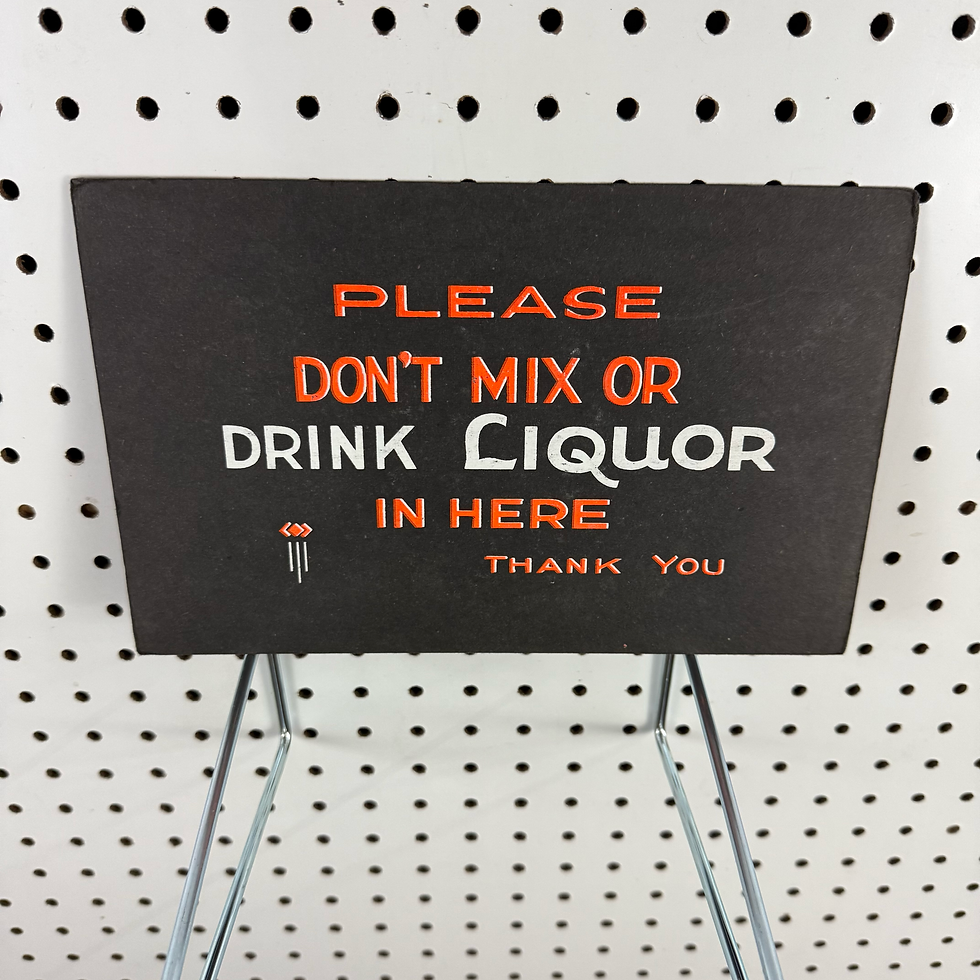 PLEASE
DON'T MIX OR
DRINK LIQUOR
IN HERE
THANK YOU